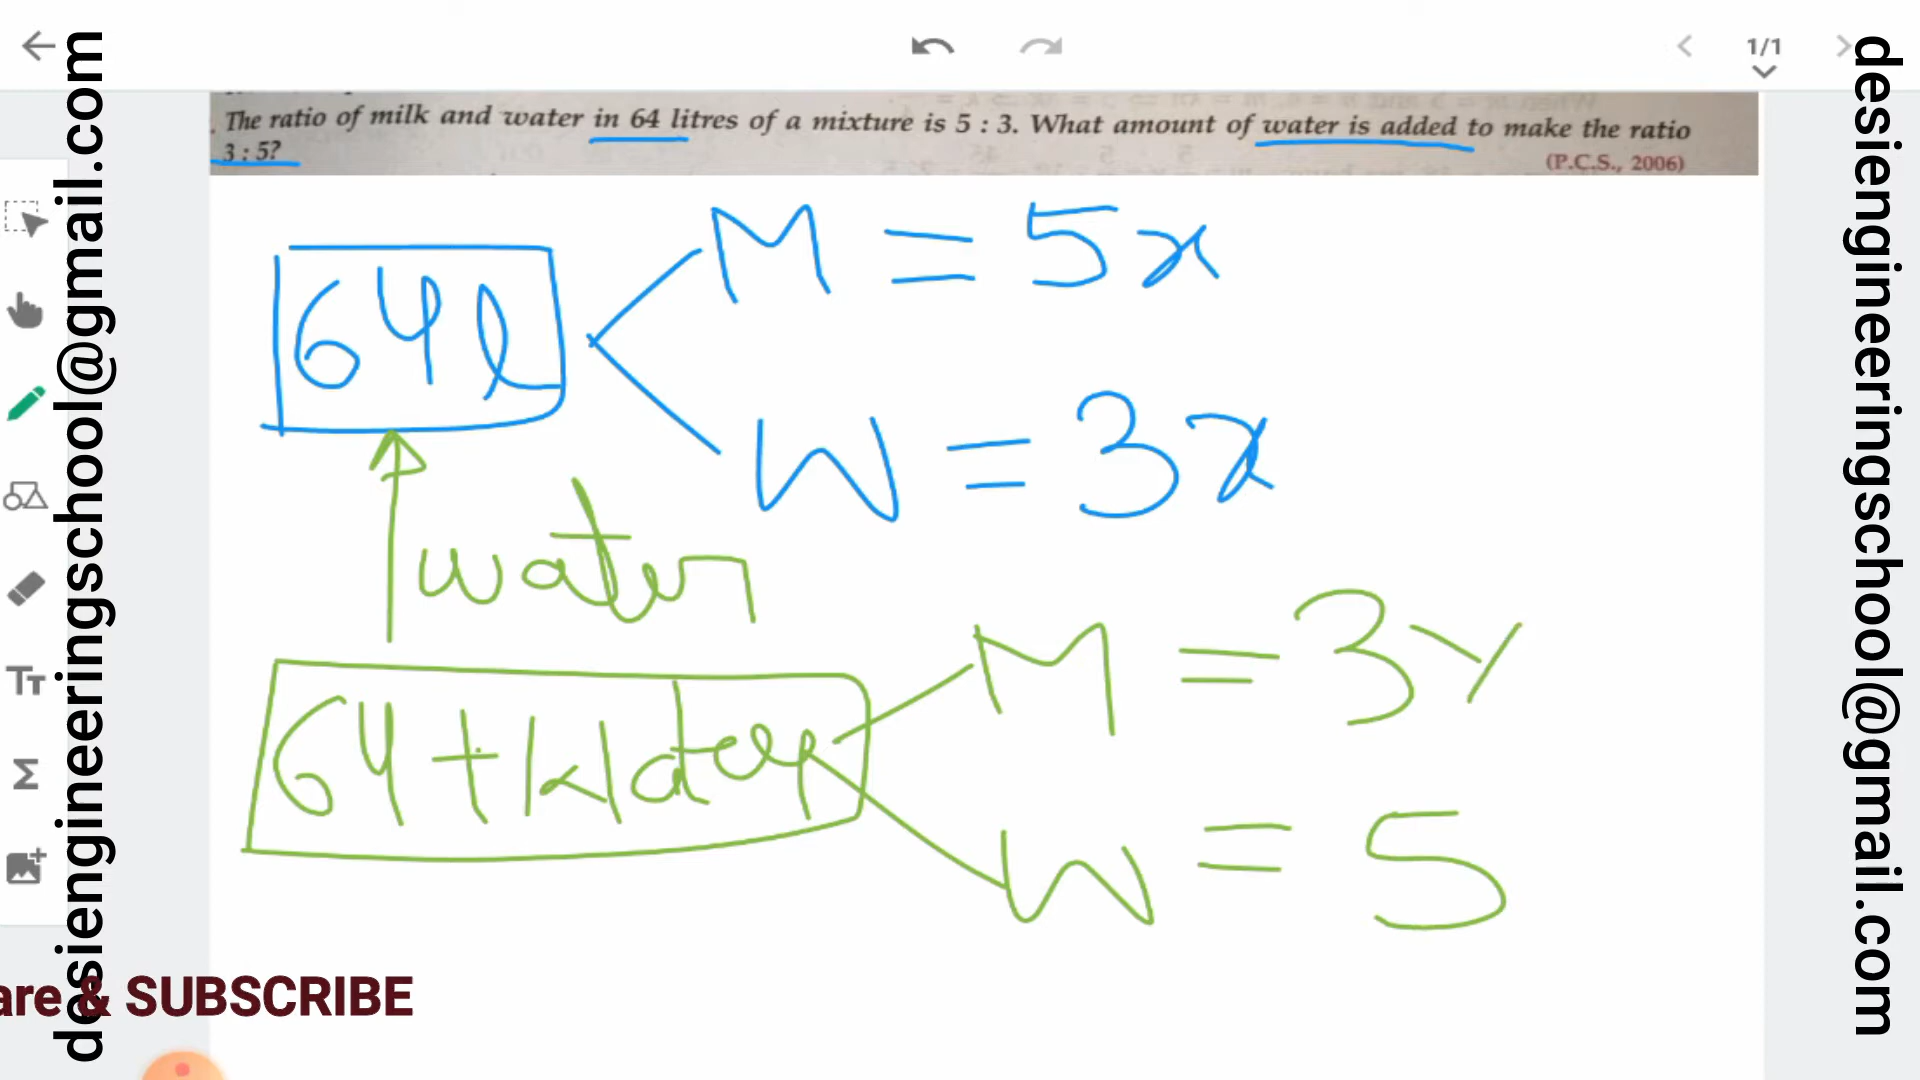 1/1
The ratio of milk and water in 64 litres of a mixture is 5 : 3. What amount of water is added to make the ratio
3 : 5?
(P.C.S., 2006)
64l
M = 5x
W = 3x
water
64+Water
M = 3y
W = 5
Tt
Σ
are & SUBSCRIBE
desiengineeringschool@gmail.com
desiengineeringschool@gmail.com